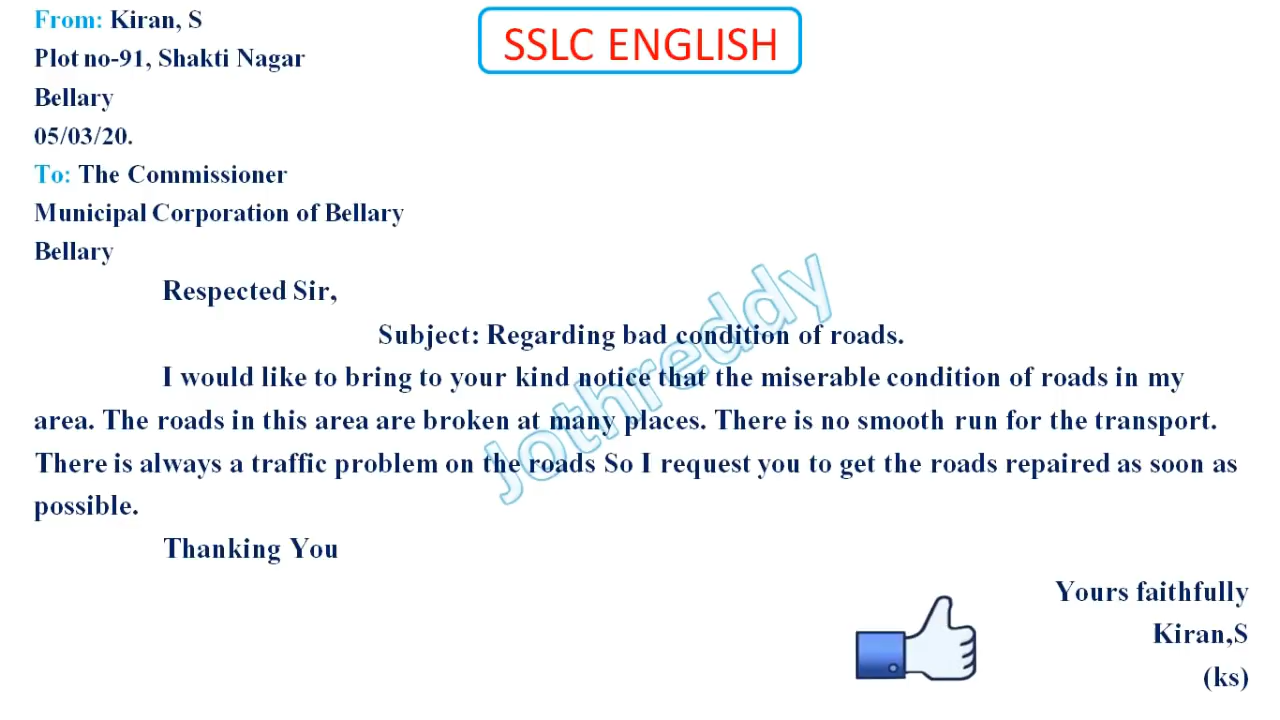 SSLC ENGLISH
From: Kiran, S
Plot no-91, Shakti Nagar
Bellary
05/03/20.
To: The Commissioner
Municipal Corporation of Bellary
Bellary
Respected Sir,
Subject: Regarding bad condition of roads.
I would like to bring to your kind notice that the miserable condition of roads in my
area. The roads in this area are broken at many places. There is no smooth run for the transport.
There is always a traffic problem on the roads So I request you to get the roads repaired as soon as
possible.
Thanking You
Yours faithfully
Kiran,S
(ks)
Jothreddy